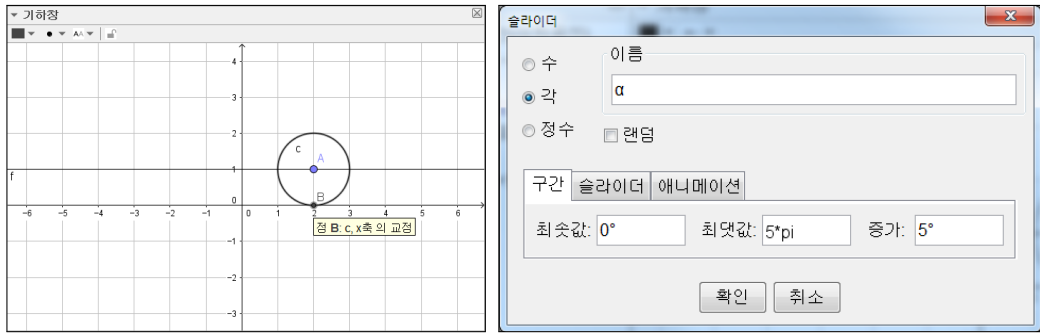 기하창
AA
4
3
2
c
A
f
1
B
0
-6 -5 -4 -3 -2 -1 0 1 2 3 4 5 6
점 B: c, x축 의 교점
-1
-2
-3
슬라이더
수
이름
각
α
정수
랜덤
구간 슬라이더 애니메이션
최솟값: 0° 최댓값: 5*pi 증가: 5°
확인 취소